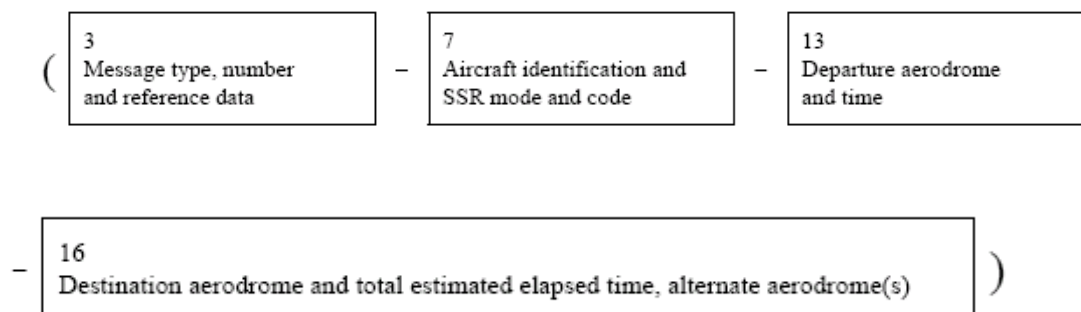 (
3
Message type, number
and reference data
–
7
Aircraft identification and
SSR mode and code
–
13
Departure aerodrome
and time
–
16
Destination aerodrome and total estimated elapsed time, alternate aerodrome(s)
)